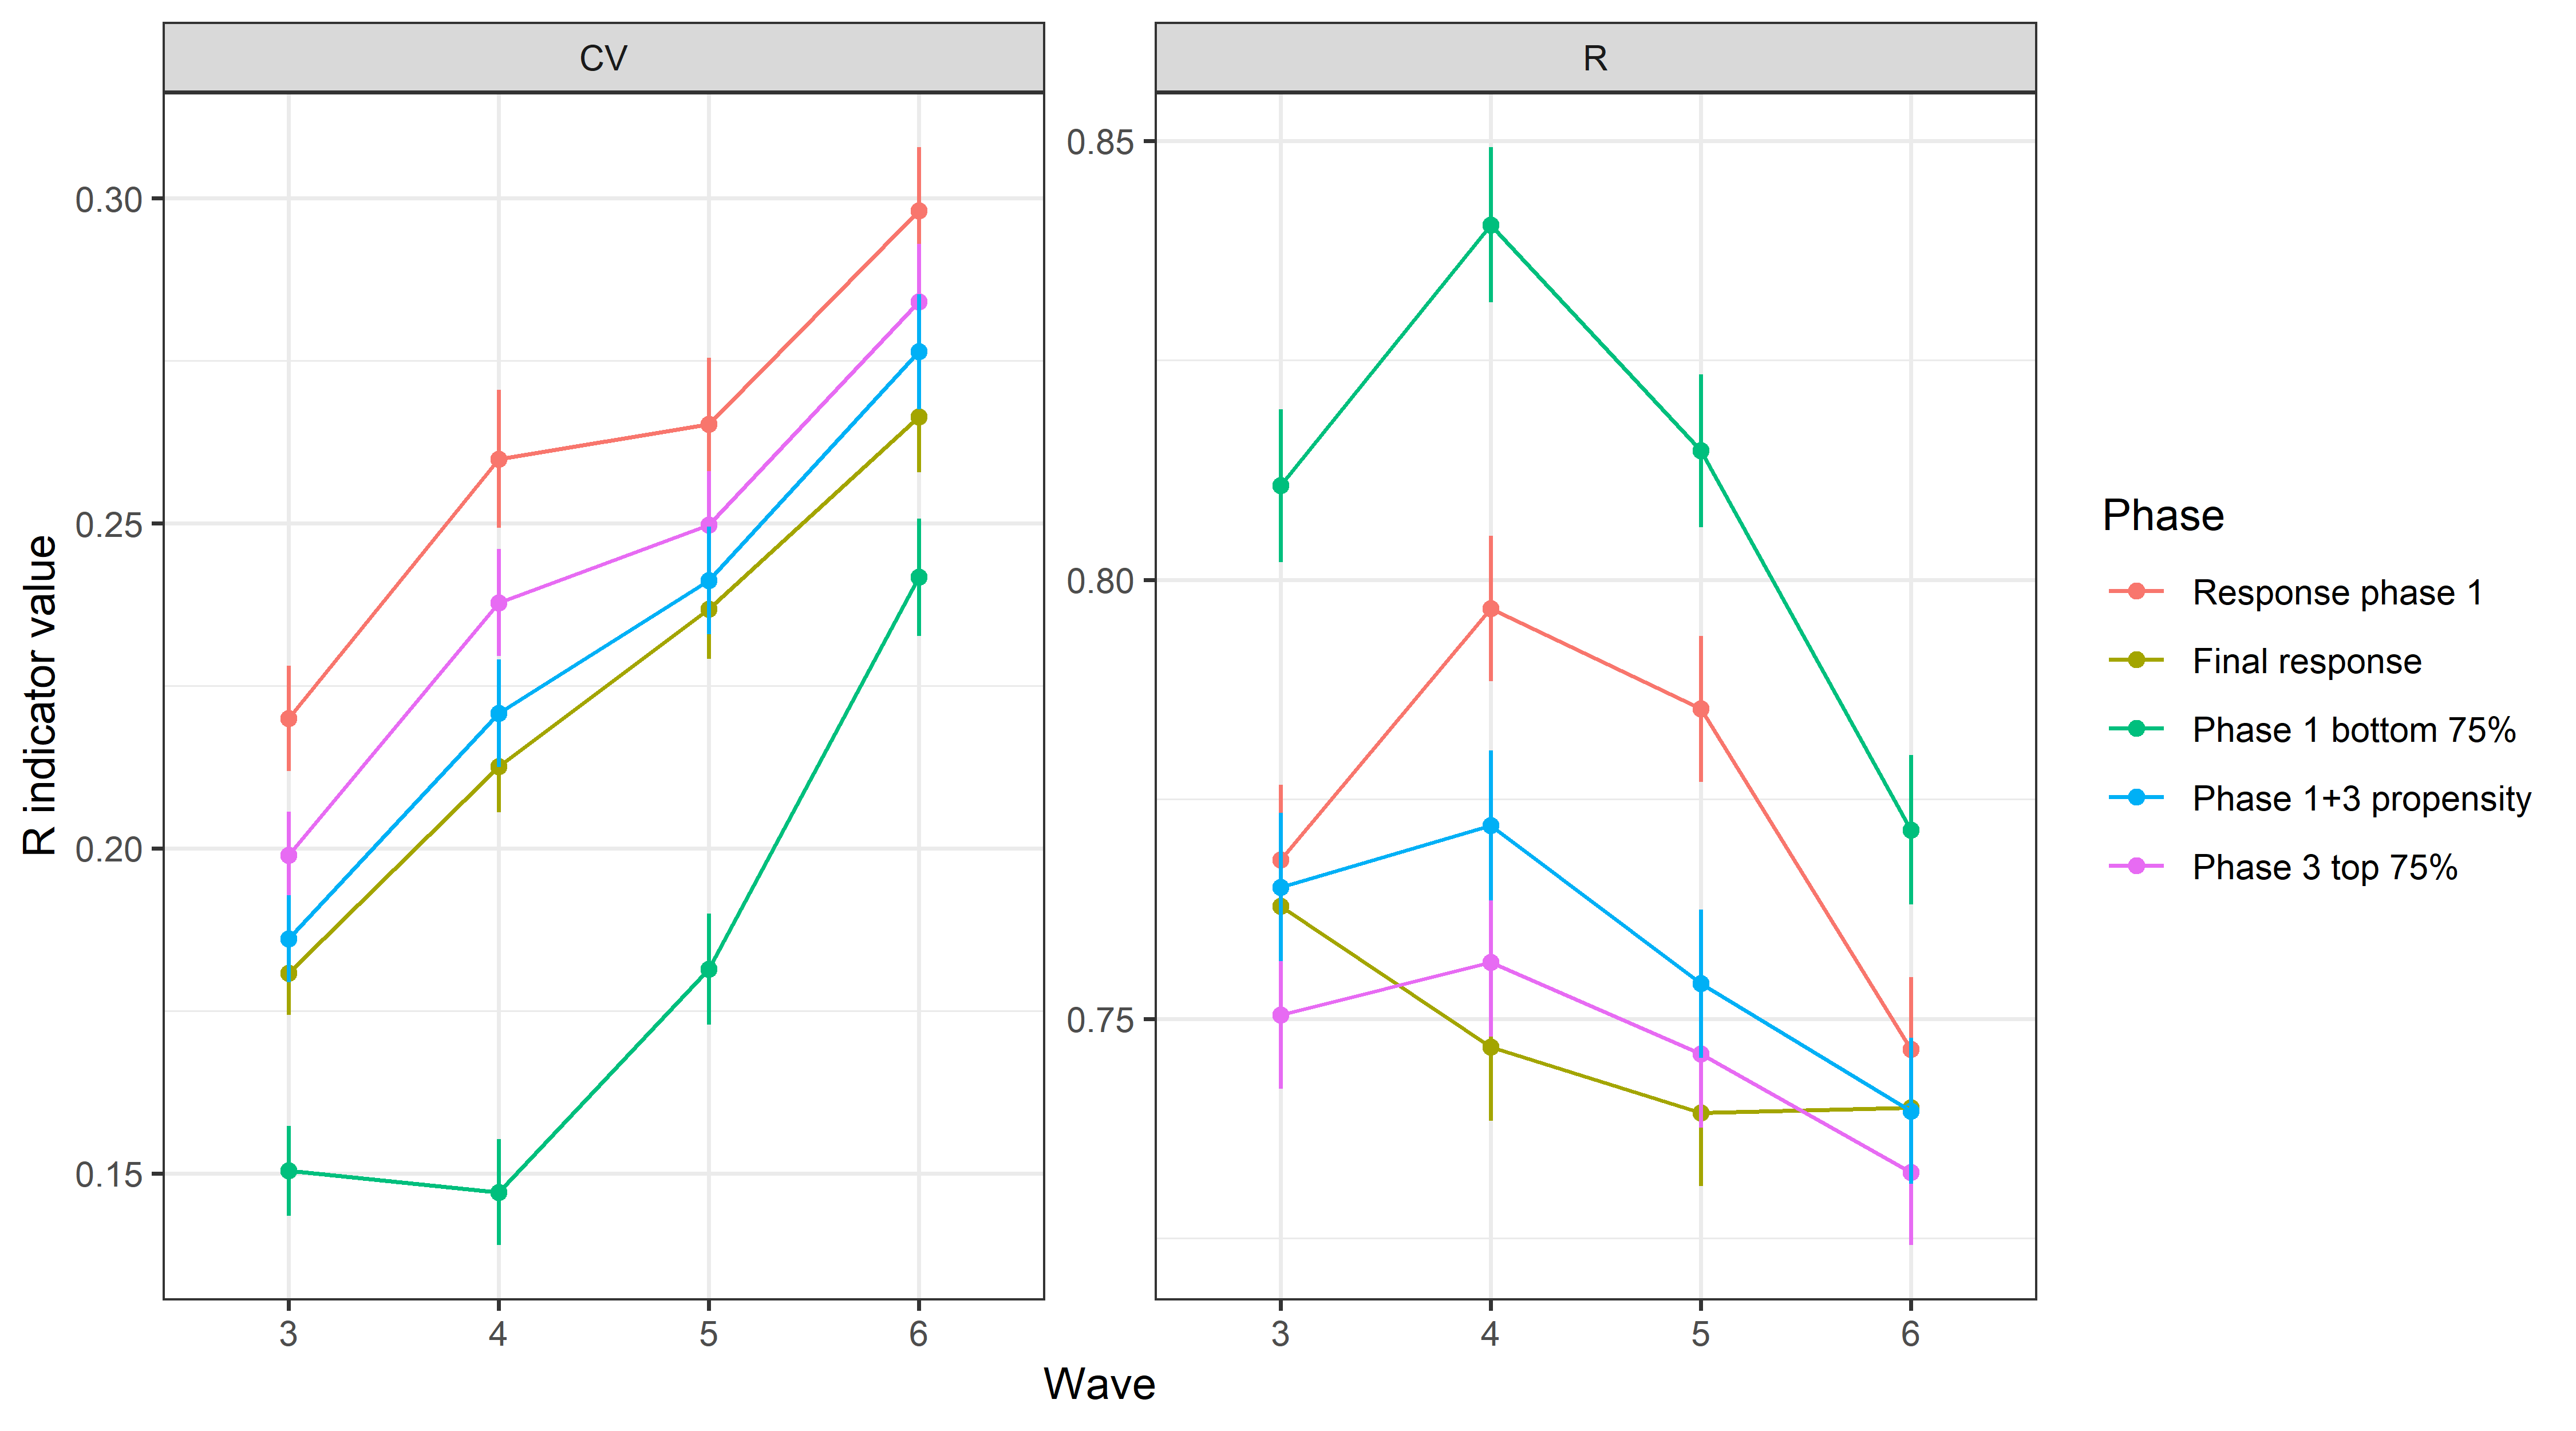 CV
R
R indicator value
0.30
0.25
0.20
0.15
0.85
0.80
0.75
3 4 5 6
3 4 5 6
Wave
Phase
Response phase 1
Final response
Phase 1 bottom 75%
Phase 1+3 propensity
Phase 3 top 75%